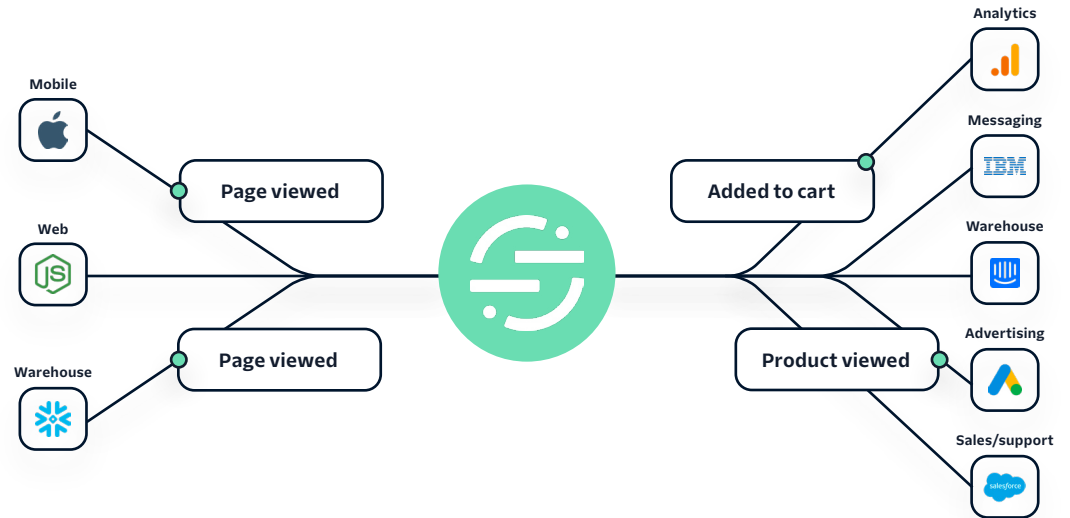 Analytics
Mobile
Messaging
IBM
Page viewed
Added to cart
Web
Warehouse
JS
Page viewed
Product viewed
Advertising
Warehouse
Sales/support
salesforce